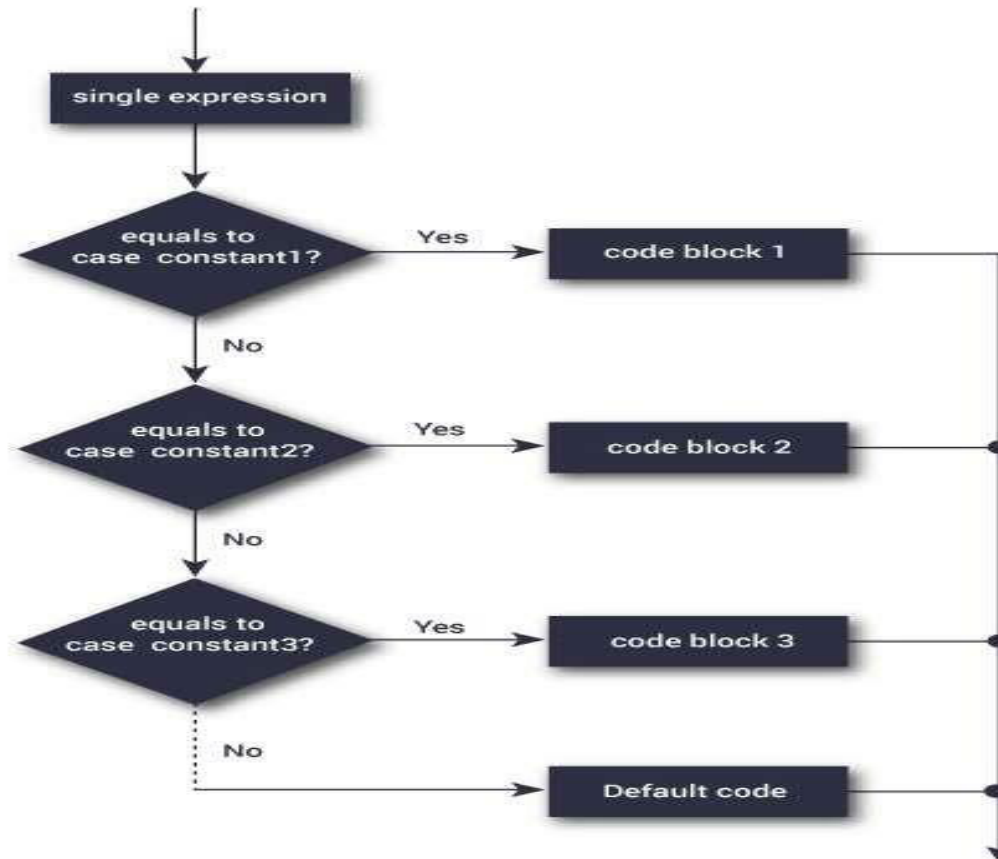 single expression
equals to
case constant1?
Yes
code block 1
No
equals to
case constant2?
Yes
code block 2
No
equals to
case constant3?
Yes
code block 3
No
Default code